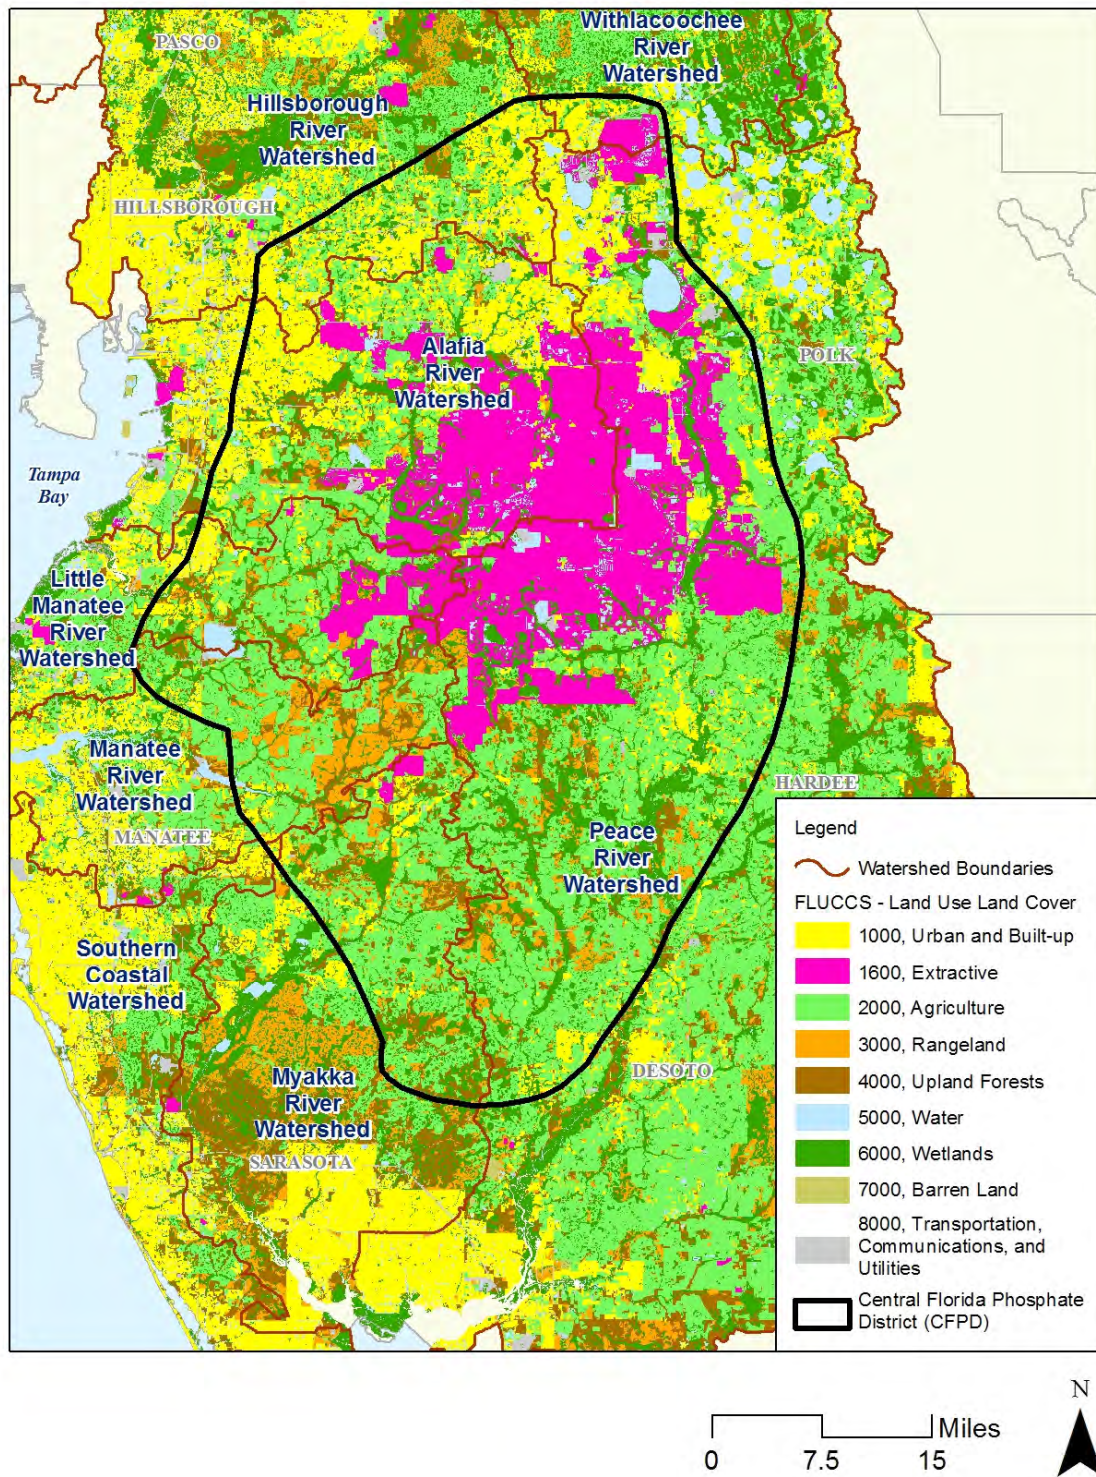 PASCO
Withlacoochee
River
Watershed
Hillsborough
River
Watershed
HILLSBOROUGH
Alafia
River
Watershed
POLK
Tampa
Bay
Little
Manatee
River
Watershed
Manatee
River
Watershed
MANATEE
HARDEE
Peace
River
Watershed
Southern
Coastal
Watershed
Myakka
River
Watershed
SARASOTA
DESOTO
Legend
Watershed Boundaries
FLUCCS - Land Use Land Cover
1000, Urban and Built-up
1600, Extractive
2000, Agriculture
3000, Rangeland
4000, Upland Forests
5000, Water
6000, Wetlands
7000, Barren Land
8000, Transportation,
Communications, and
Utilities
Central Florida Phosphate
District (CFPD)
N
Miles
0 7.5 15